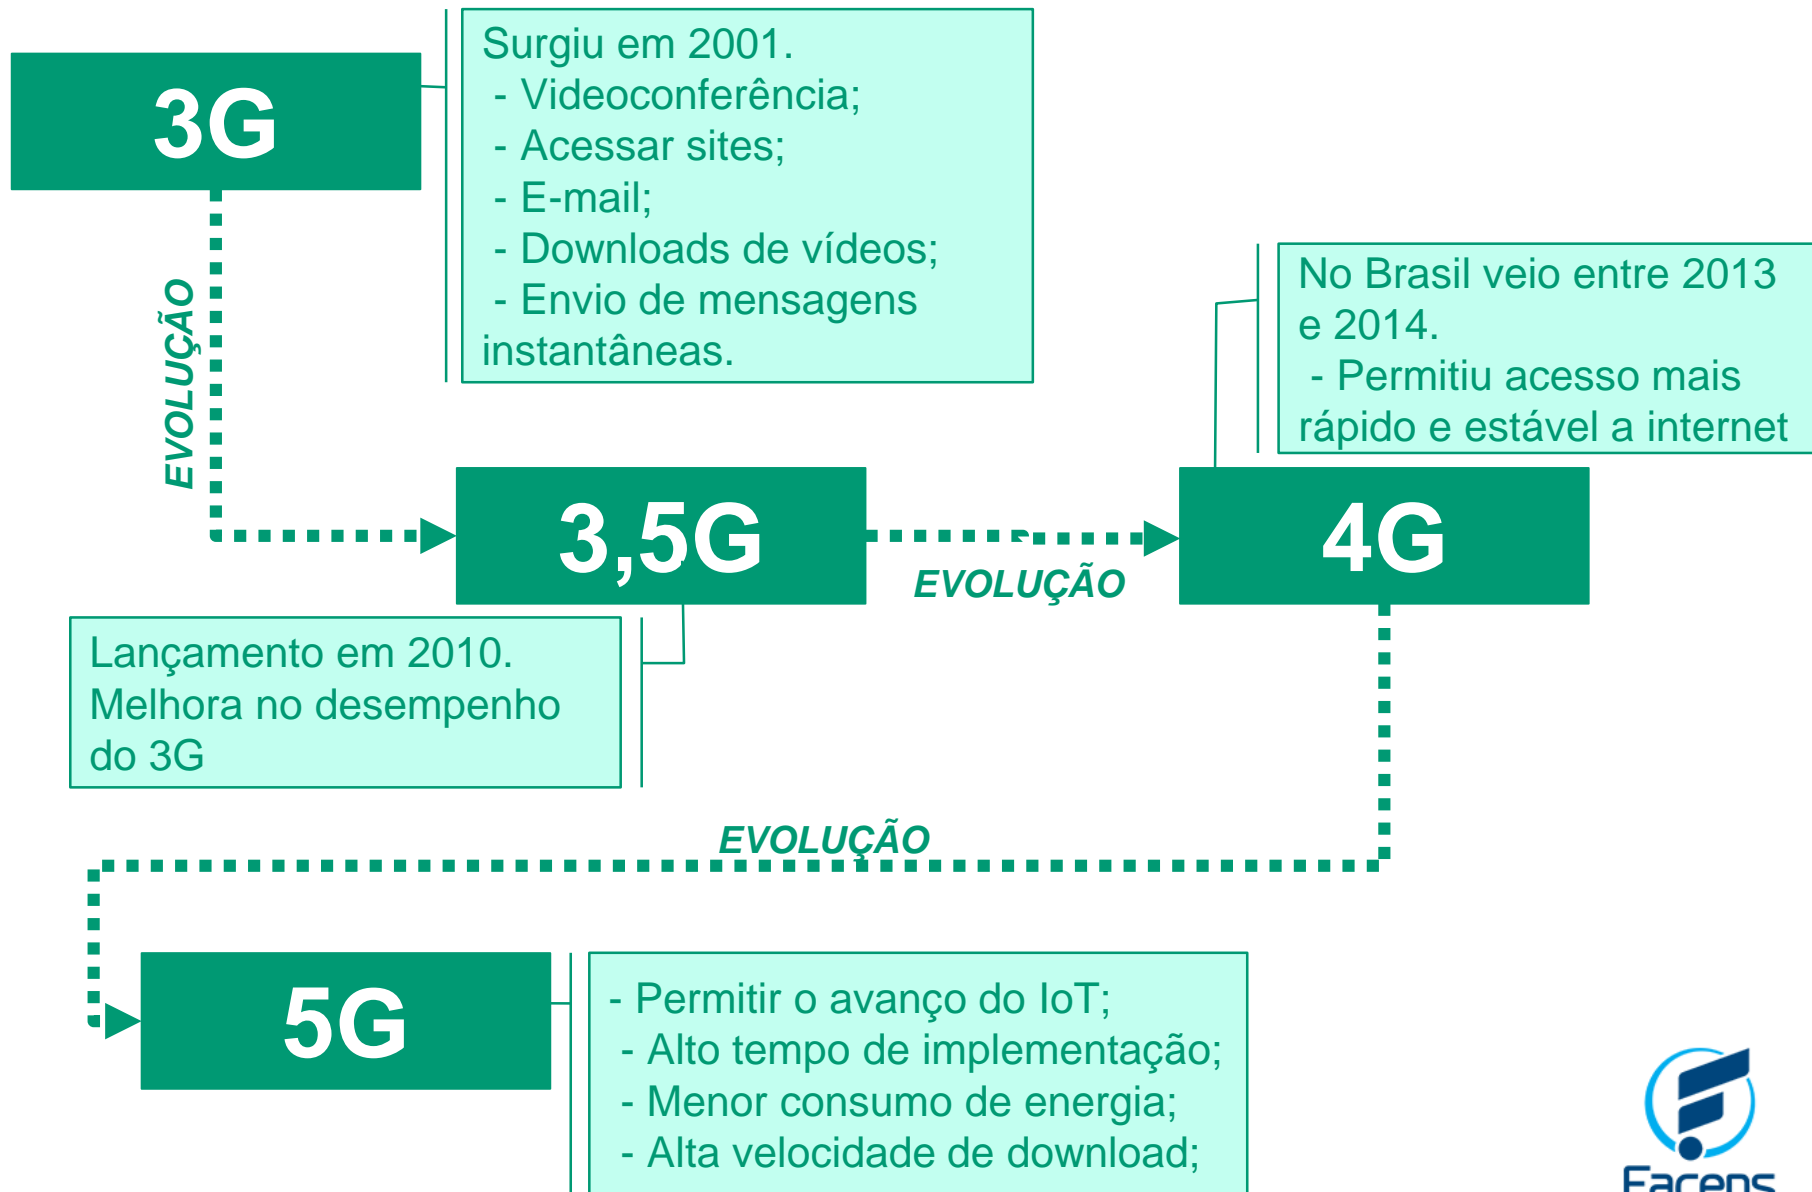 3G
Surgiu em 2001.
- Videoconferência;
- Acessar sites;
- E-mail;
- Downloads de vídeos;
- Envio de mensagens
instantâneas.
EVOLUÇÃO
No Brasil veio entre 2013
e 2014.
- Permitiu acesso mais
rápido e estável a internet
3,5G
EVOLUÇÃO
4G
Lançamento em 2010.
Melhora no desempenho
do 3G
EVOLUÇÃO
5G
- Permitir o avanço do IoT;
- Alto tempo de implementação;
- Menor consumo de energia;
- Alta velocidade de download;
Facens